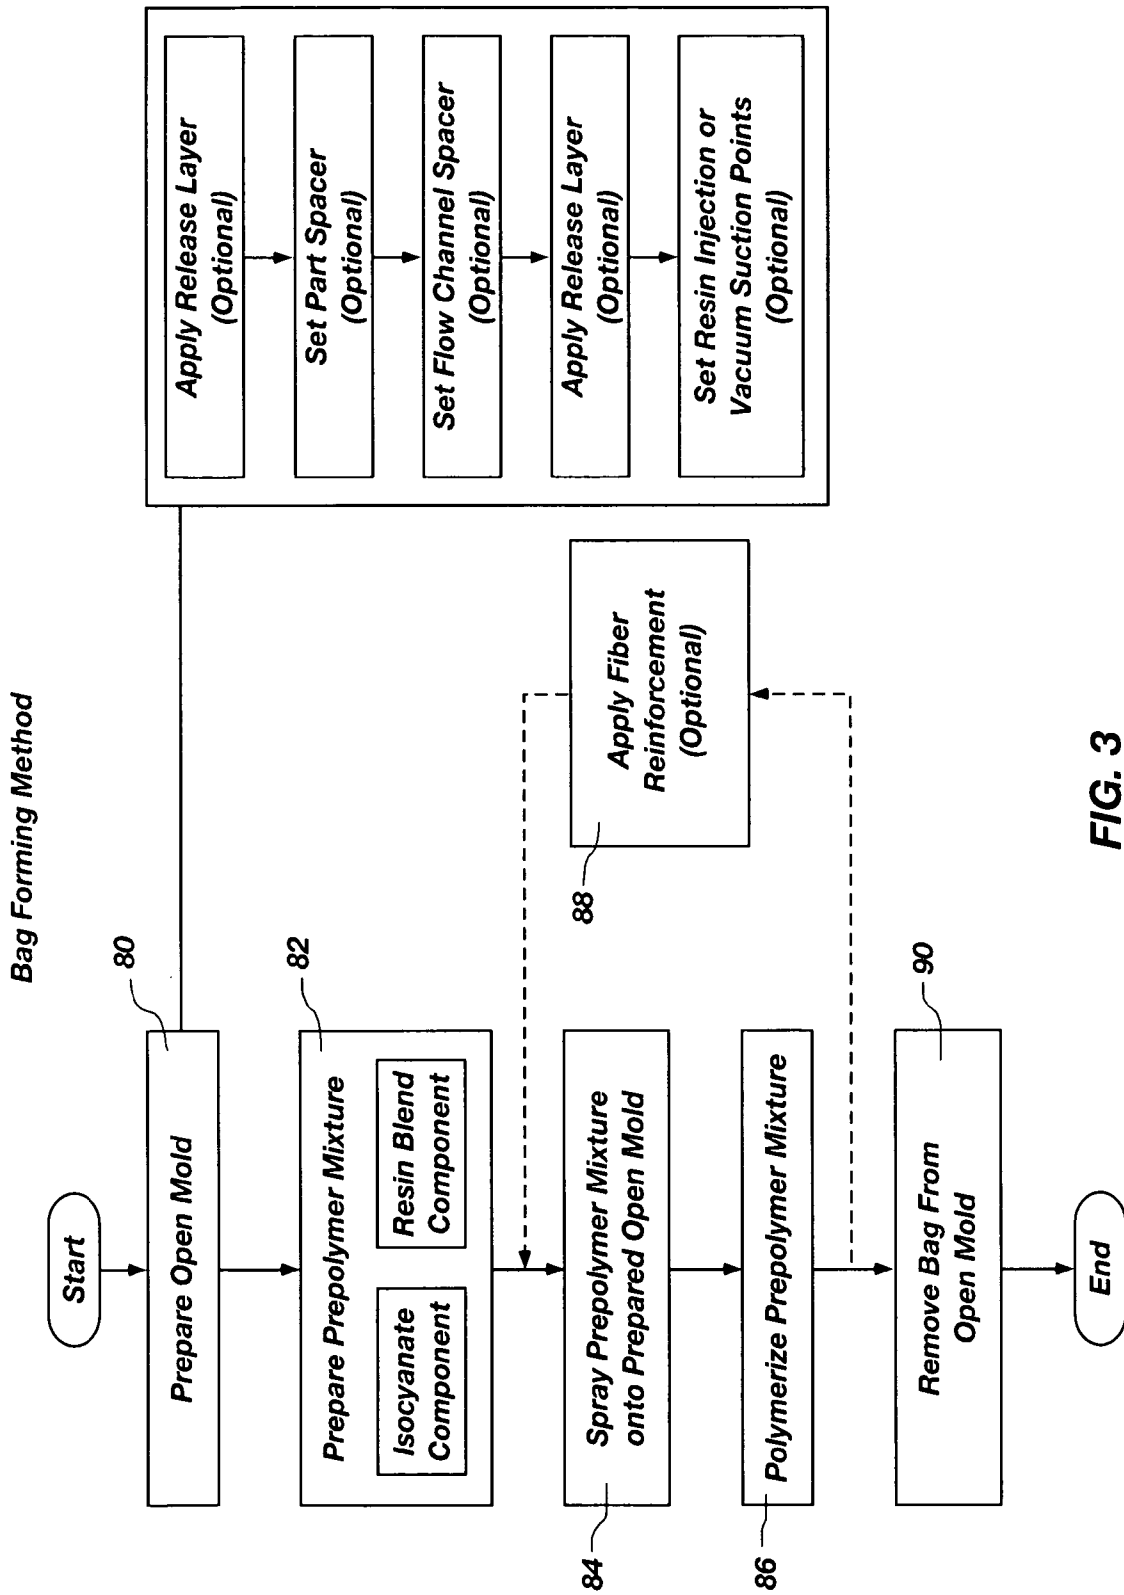 Bag Forming Method
Start
80
Prepare Open Mold
Apply Release Layer
(Optional)
Set Part Spacer
(Optional)
Set Flow Channel Spacer
(Optional)
Apply Release Layer
(Optional)
Set Resin Injection or
Vacuum Suction Points
(Optional)
82
Prepare Prepolymer Mixture
Isocyanate
Component
Resin Blend
Component
84
Spray Prepolymer Mixture
onto Prepared Open Mold
88
Apply Fiber
Reinforcement
(Optional)
86
Polymerize Prepolymer Mixture
90
Remove Bag From
Open Mold
End
FIG. 3